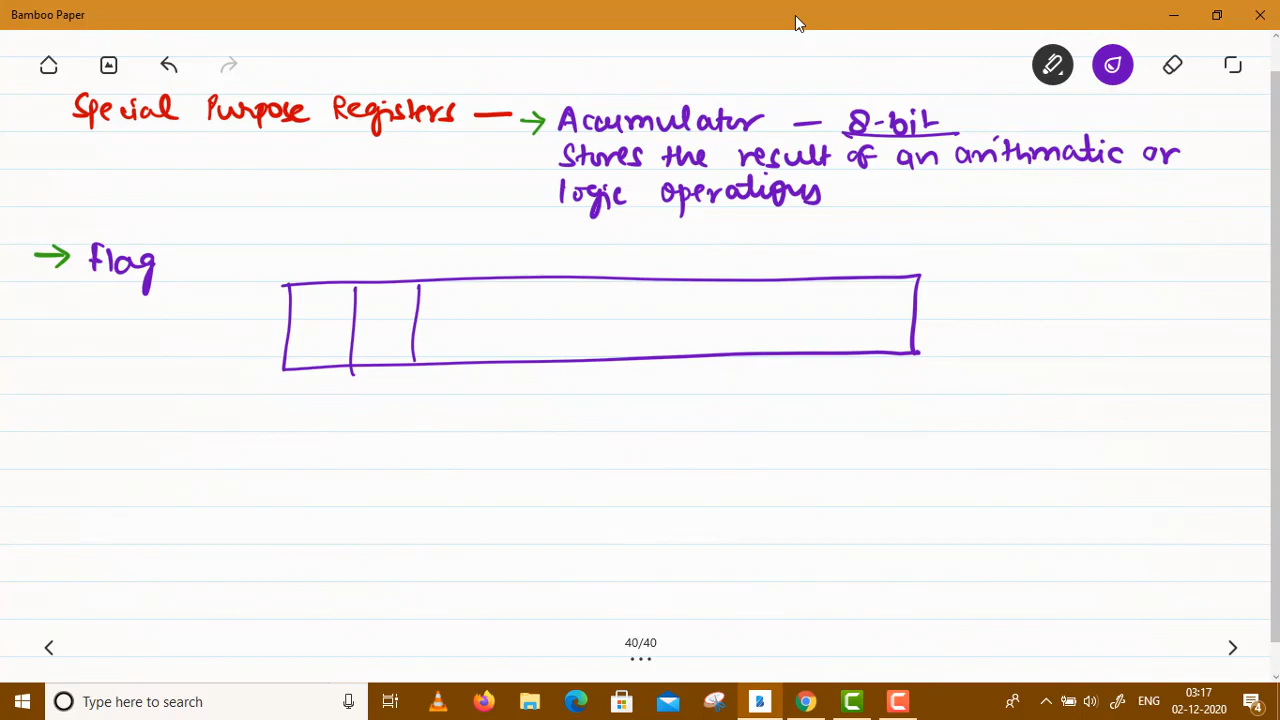 Bamboo Paper
Special Purpose Registers — → Accumulator — 8-bit
Stores the result of an arithmatic or
logic operations
→ Flag
40/40
Type here to search
ENG
03:17
02-12-2020
4